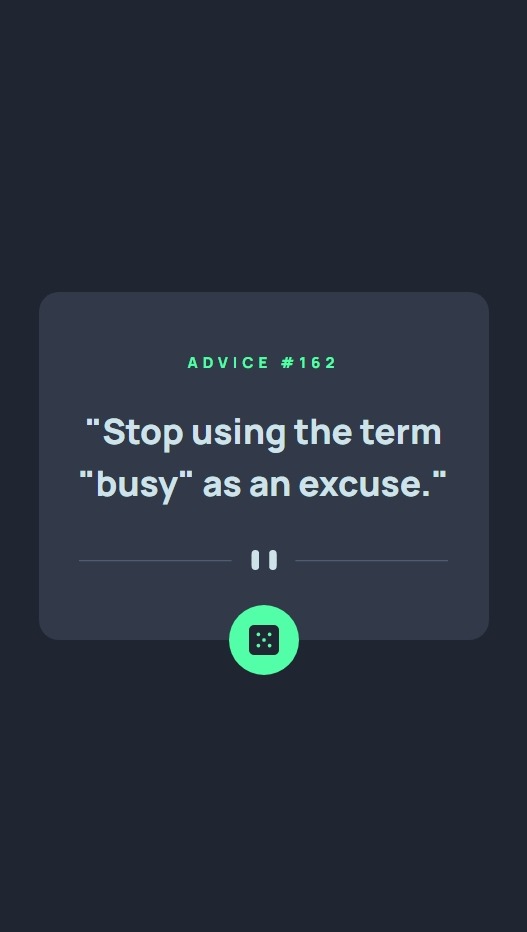 ADVICE #162
"Stop using the term
"busy" as an excuse."